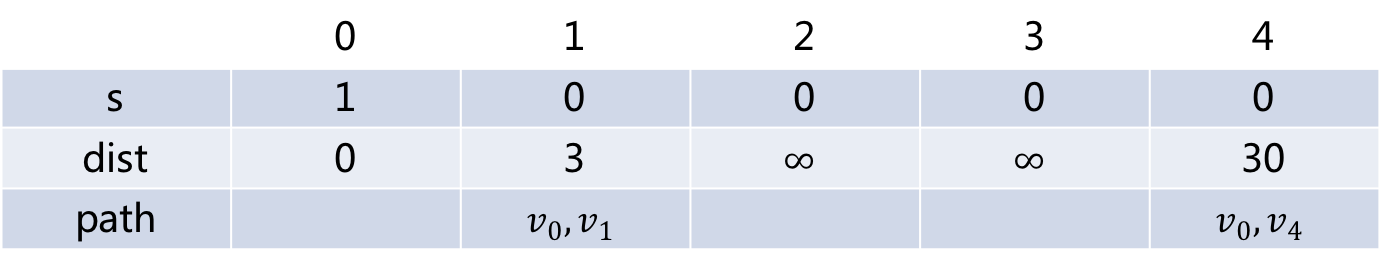 0 1 2 3 4
s 1 0 0 0 0
dist 0 3 ∞ ∞ 30
path v₀,v₁ v₀,v₄